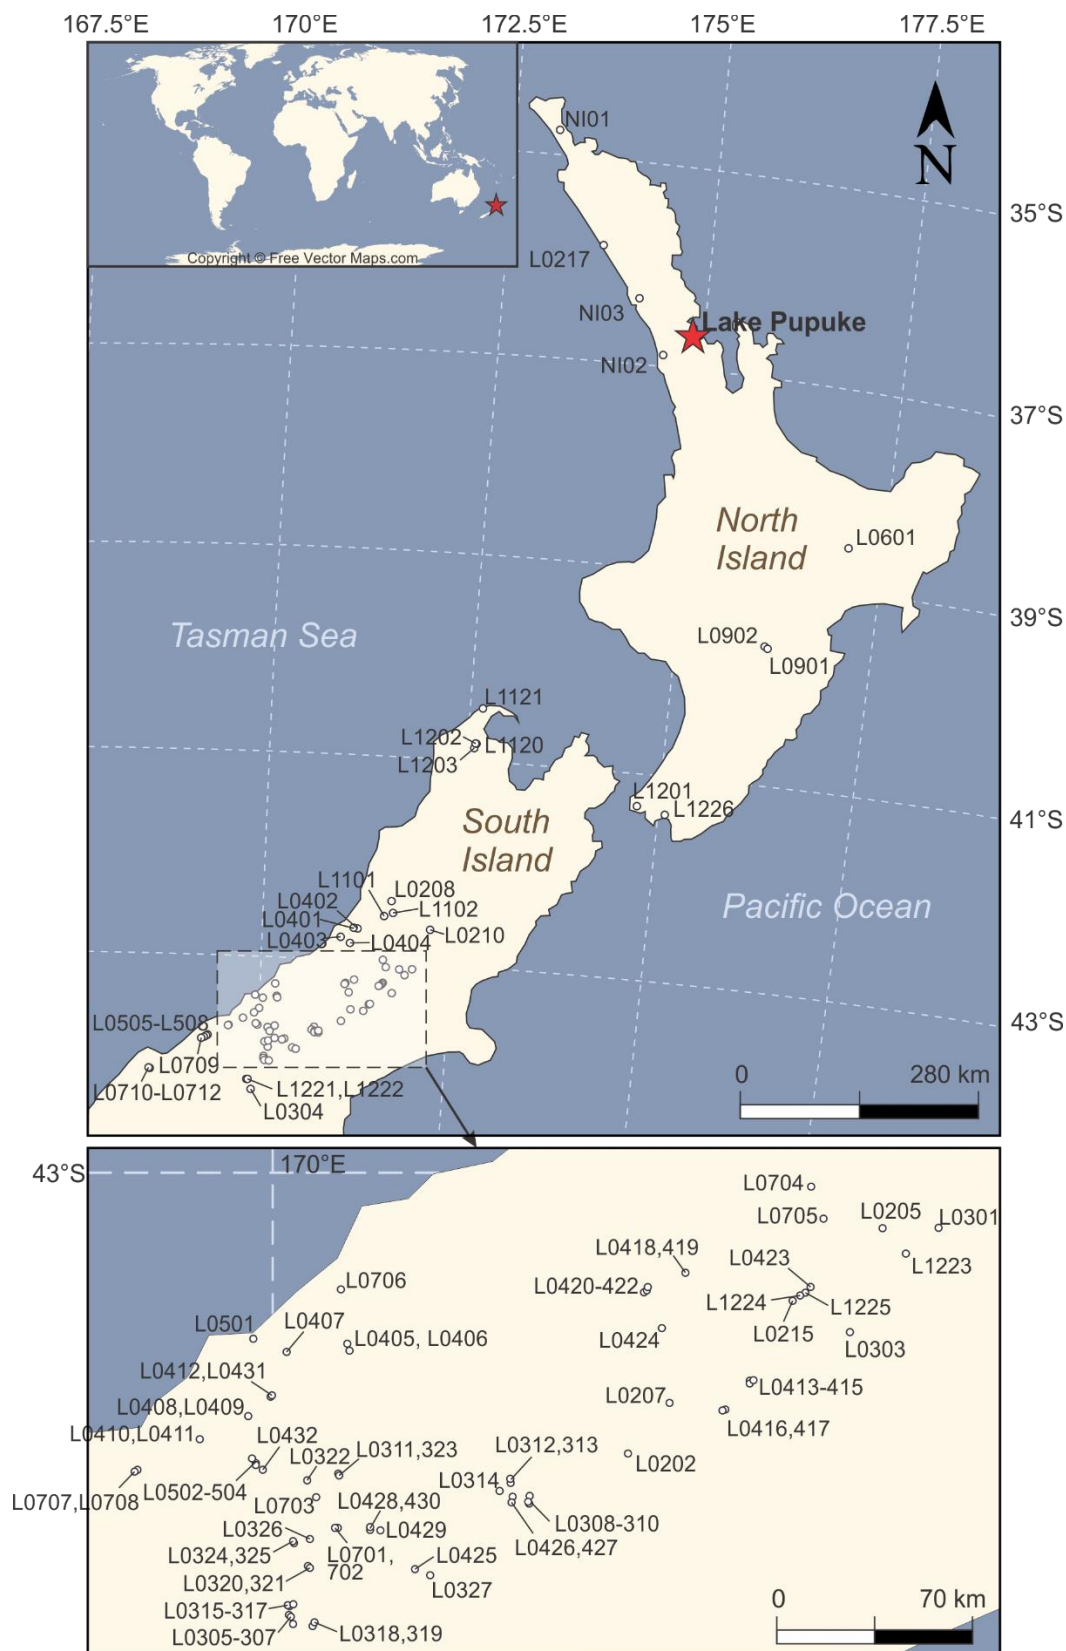 167.5°E 170°E 172.5°E 175°E 177.5°E
Copyright © Free Vector Maps.com
N
NI01
35°S
L0217
NI03
Lake Pupuke
NI02
37°S
North
Island
L0601
39°S
Tasman Sea
L0902
L0901
L1121
L1202
L1120
L1203
L1201
L1226
41°S
South
Island
L1101
L0208
L0402
L1102
L0401
L0403
L0404
L0210
Pacific Ocean
43°S
L0505-L508
L0709
L0710-L0712
L1221,L1222
L0304
0 280 km
43°S
170°E
L0704
L0705
L0205
L0301
L0418,419
L0423
L1223
L0420-422
L0706
L1224
L1225
L0215
L0501
L0407
L0424
L0303
L0405, L0406
L0412,L0431
L0413-415
L0207
L0408,L0409
L0416,417
L0410,L0411
L0432
L0322
L0311,323
L0312,313
L0202
L0314
L0707,L0708
L0502-504
L0703
L0428,430
L0308-310
L0326
L0429
L0426,427
L0324,325
L0701,
702
L0425
L0320,321
L0327
L0315-317
L0305-307
L0318,319
0 70 km